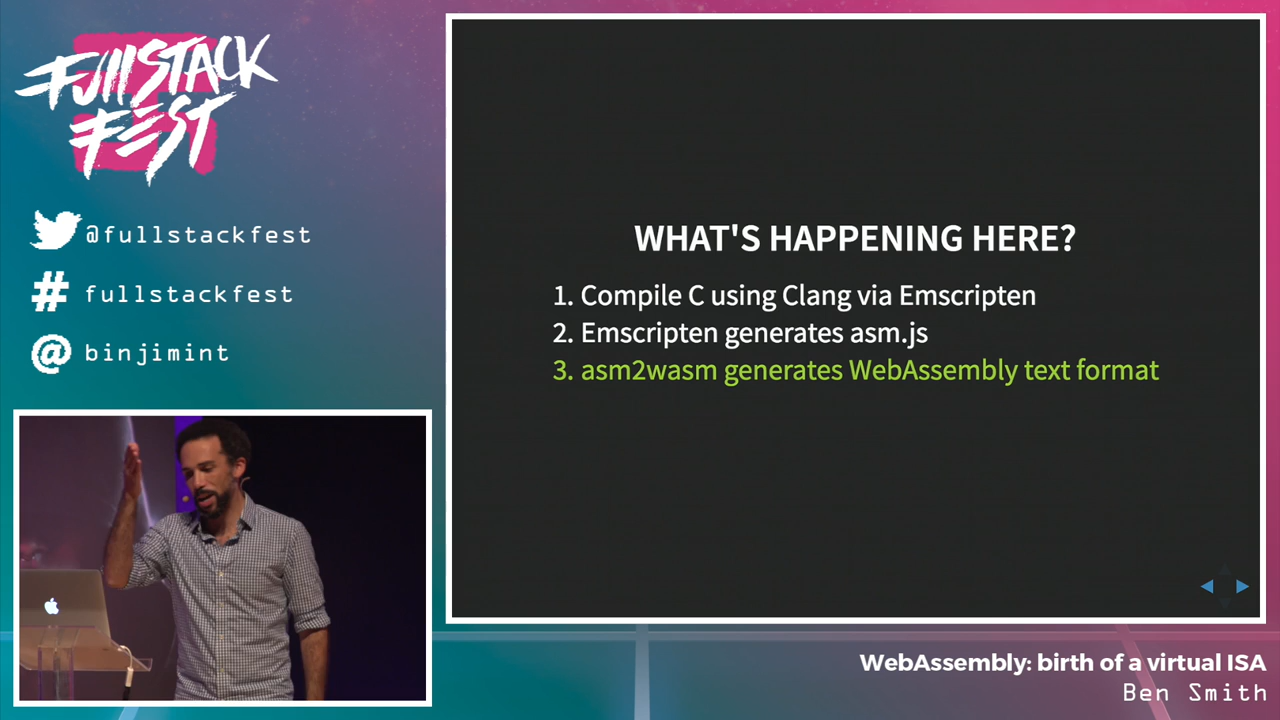 FullSTACK
FEST
@fullstackfest
# fullstackfest
@ binjimint
WHAT'S HAPPENING HERE?
1. Compile C using Clang via Emscripten
2. Emscripten generates asm.js
3. asm2wasm generates WebAssembly text format
WebAssembly: birth of a virtual ISA
Ben Smith